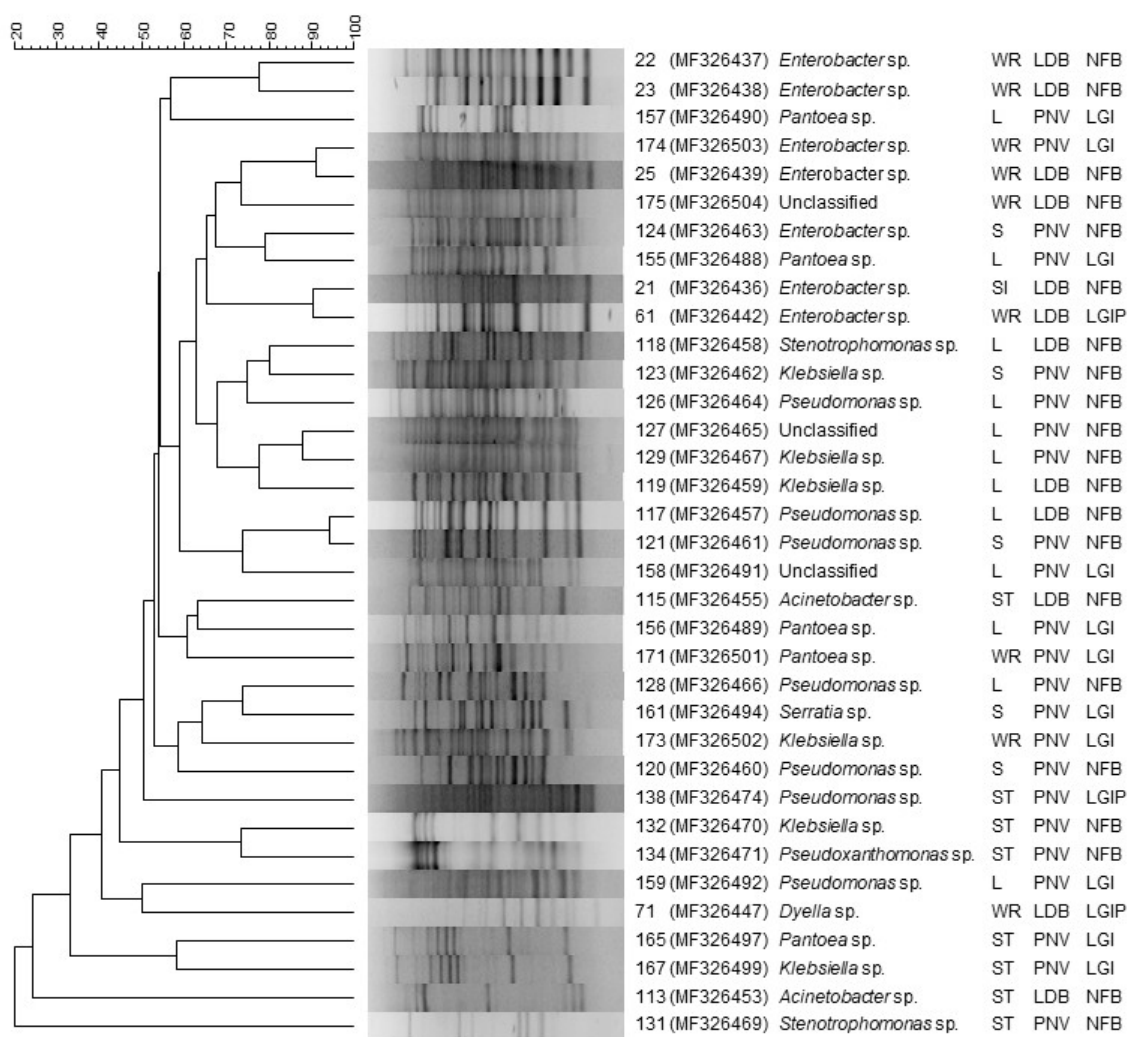 20 30 40 50 60 70 80 90 100
22 (MF326437) Enterobacter sp. WR LDB NFB
23 (MF326438) Enterobacter sp. WR LDB NFB
157 (MF326490) Pantoea sp. L PNV LGI
174 (MF326503) Enterobacter sp. WR PNV LGI
25 (MF326439) Enterobacter sp. WR LDB NFB
175 (MF326504) Unclassified WR LDB NFB
124 (MF326463) Enterobacter sp. S PNV NFB
155 (MF326488) Pantoea sp. L PNV LGI
21 (MF326436) Enterobacter sp. SI LDB NFB
61 (MF326442) Enterobacter sp. WR LDB LGIP
118 (MF326458) Stenotrophomonas sp. L LDB NFB
123 (MF326462) Klebsiella sp. S PNV NFB
126 (MF326464) Pseudomonas sp. L PNV NFB
127 (MF326465) Unclassified L PNV NFB
129 (MF326467) Klebsiella sp. L PNV NFB
119 (MF326459) Klebsiella sp. L LDB NFB
117 (MF326457) Pseudomonas sp. L LDB NFB
121 (MF326461) Pseudomonas sp. S PNV NFB
158 (MF326491) Unclassified L PNV LGI
115 (MF326455) Acinetobacter sp. ST LDB NFB
156 (MF326489) Pantoea sp. L PNV LGI
171 (MF326501) Pantoea sp. WR PNV LGI
128 (MF326466) Pseudomonas sp. L PNV NFB
161 (MF326494) Serratia sp. S PNV LGI
173 (MF326502) Klebsiella sp. WR PNV LGI
120 (MF326460) Pseudomonas sp. S PNV NFB
138 (MF326474) Pseudomonas sp. ST PNV LGIP
132 (MF326470) Klebsiella sp. ST PNV NFB
134 (MF326471) Pseudoxanthomonas sp. ST PNV NFB
159 (MF326492) Pseudomonas sp. L PNV LGI
71 (MF326447) Dyella sp. WR LDB LGIP
165 (MF326497) Pantoea sp. ST PNV LGI
167 (MF326499) Klebsiella sp. ST PNV LGI
113 (MF326453) Acinetobacter sp. ST LDB NFB
131 (MF326469) Stenotrophomonas sp. ST PNV NFB